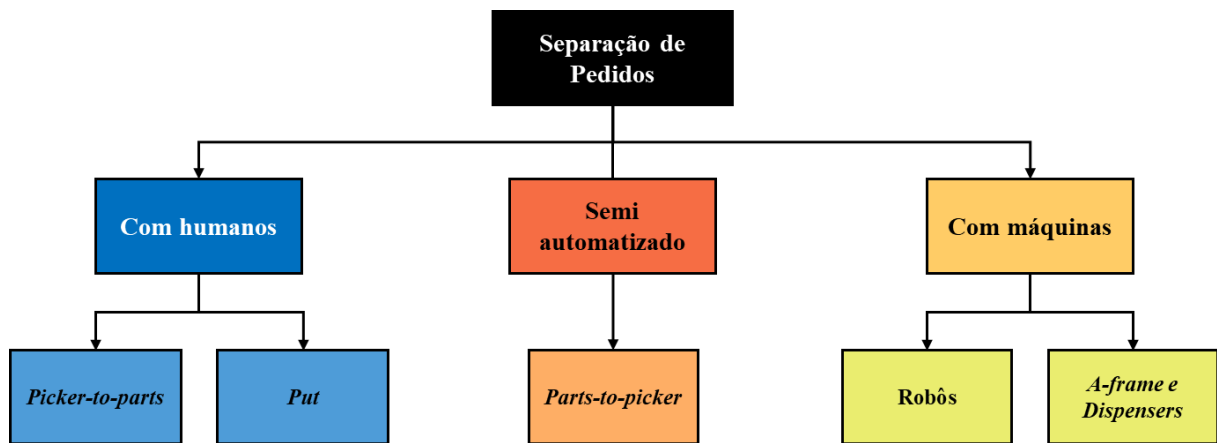 Separação de
Pedidos
Com humanos
Semi
automatizado
Com máquinas
Picker-to-parts
Put
Parts-to-picker
Robôs
A-frame e
Dispensers